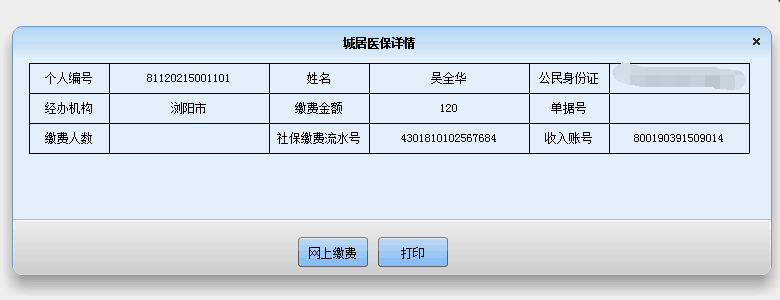 城居医保详情 ×
个人编号 81120215001101 姓名 吴全华 公民身份证
经办机构 浏阳市 缴费金额 120 单据号
缴费人数 社保缴费流水号 4301810102567684 收入账号 800190391509014
网上缴费 打印